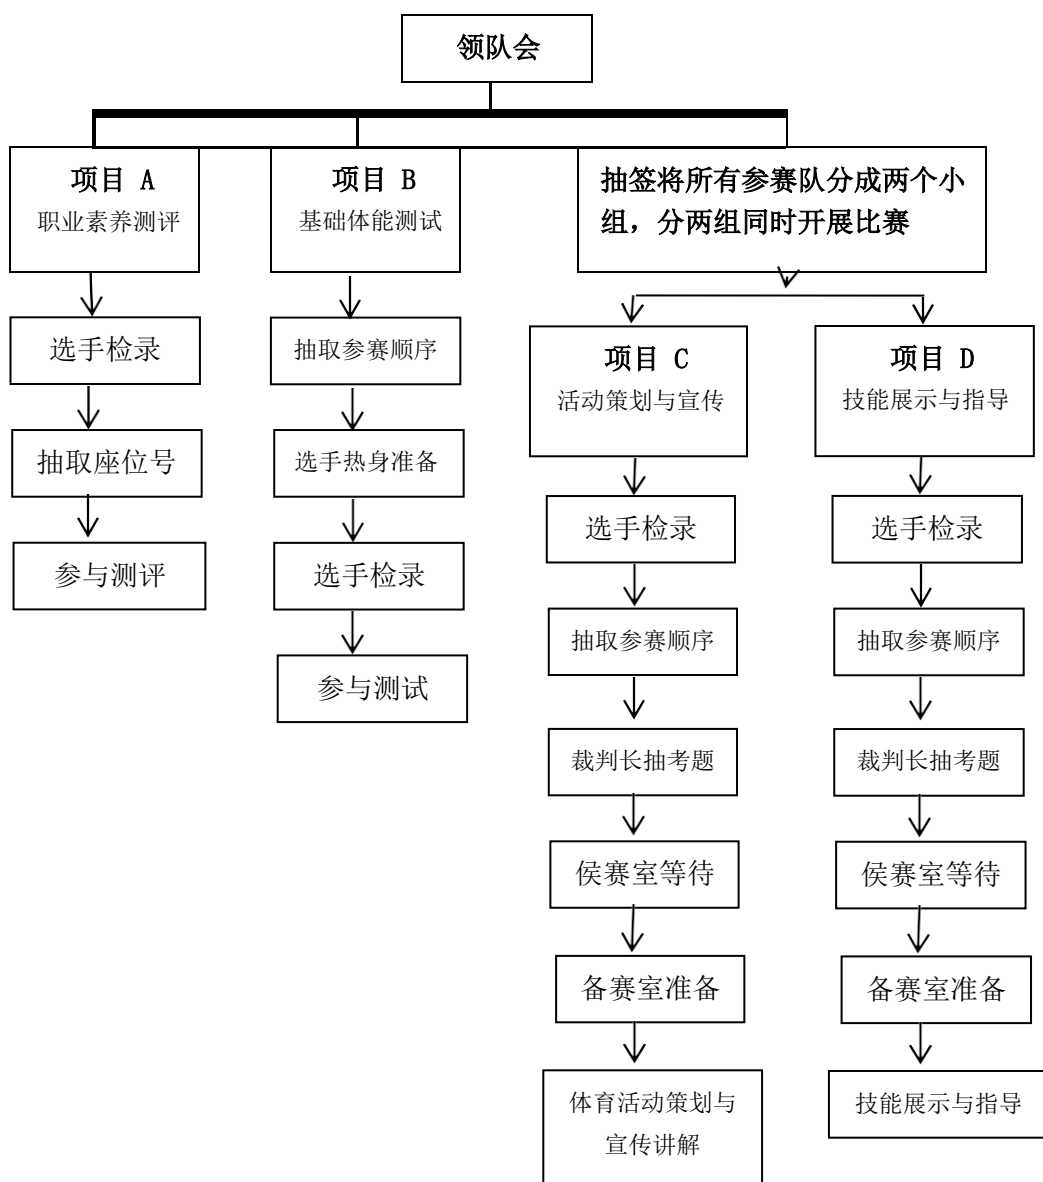 领队会
项目 A
职业素养测评
选手检录
抽取座位号
参与测评
项目 B
基础体能测试
抽取参赛顺序
选手热身准备
选手检录
参与测试
抽签将所有参赛队分成两个小
组，分两组同时开展比赛
项目 C
活动策划与宣传
选手检录
抽取参赛顺序
裁判长抽考题
侯赛室等待
备赛室准备
体育活动策划与
宣传讲解
项目 D
技能展示与指导
选手检录
抽取参赛顺序
裁判长抽考题
侯赛室等待
备赛室准备
技能展示与指导